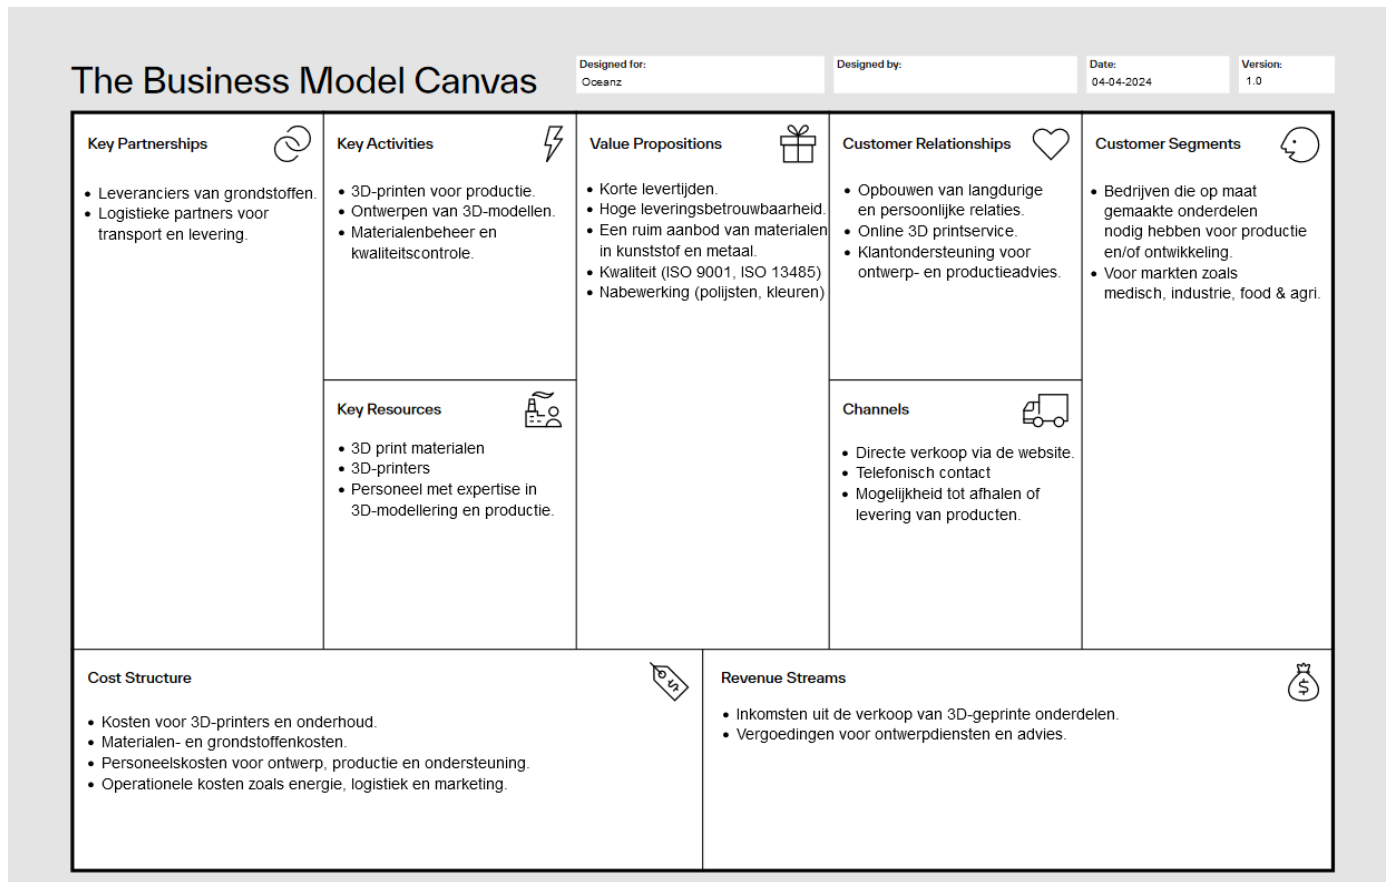 The Business Model Canvas
Designed for:
Oceanz
Designed by:
Date:
04-04-2024
Version:
1.0
Key Partnerships
• Leveranciers van grondstoffen.
• Logistieke partners voor
transport en levering.
Key Activities
• 3D-printen voor productie.
• Ontwerpen van 3D-modellen.
• Materialenbeheer en
kwaliteitscontrole.
Key Resources
• 3D print materialen
• 3D-printers
• Personeel met expertise in
3D-modellering en productie.
Value Propositions
• Korte levertijden.
• Hoge leveringsbetrouwbaarheid.
• Een ruim aanbod van materialen
in kunststof en metaal.
• Kwaliteit (ISO 9001, ISO 13485)
• Nabewerking (polijsten, kleuren)
Customer Relationships
• Opbouwen van langdurige
en persoonlijke relaties.
• Online 3D printservice.
• Klantondersteuning voor
ontwerp- en productieadvies.
Channels
• Directe verkoop via de website.
• Telefonisch contact
• Mogelijkheid tot afhalen of
levering van producten.
Customer Segments
• Bedrijven die op maat
gemaakte onderdelen
nodig hebben voor productie
en/of ontwikkeling.
• Voor markten zoals
medisch, industrie, food & agri.
Cost Structure
• Kosten voor 3D-printers en onderhoud.
• Materialen- en grondstoffenkosten.
• Personeelskosten voor ontwerp, productie en ondersteuning.
• Operationele kosten zoals energie, logistiek en marketing.
Revenue Streams
• Inkomsten uit de verkoop van 3D-geprinte onderdelen.
• Vergoedingen voor ontwerpdiensten en advies.